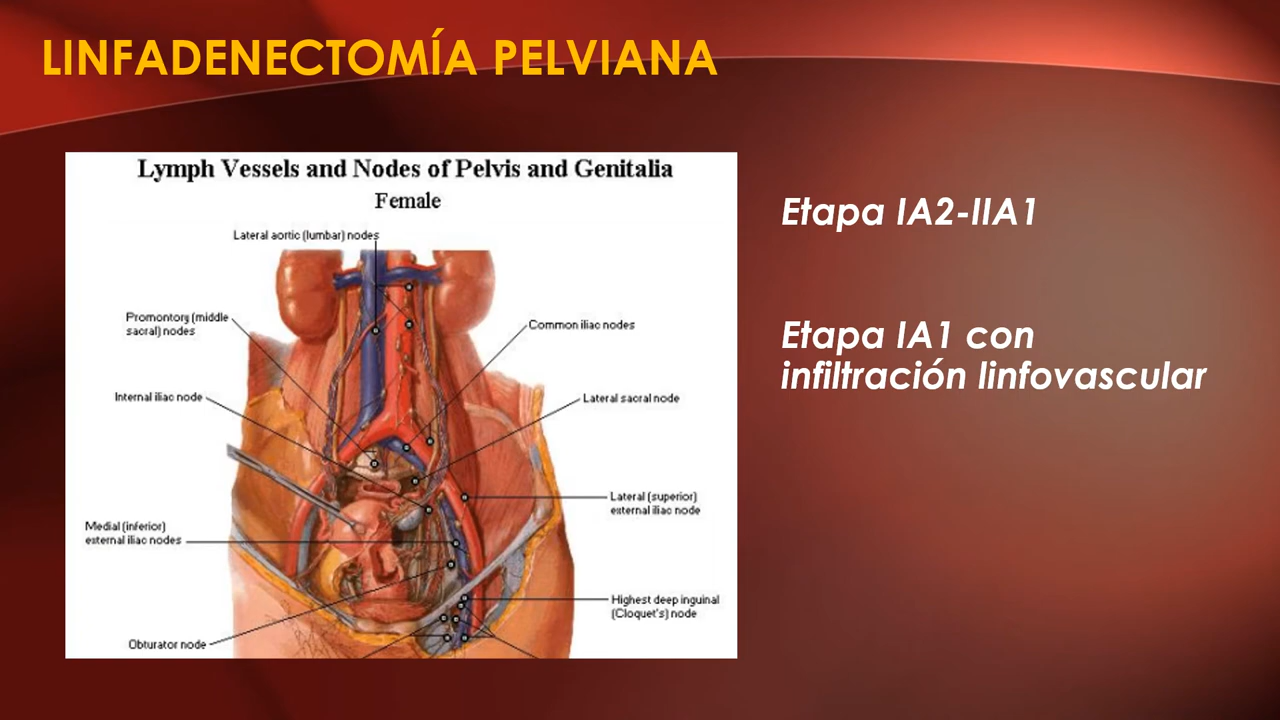 LINFADENECTOMÍA PELVIANA
Lymph Vessels and Nodes of Pelvis and Genitalia
Female
Lateral aortic (lumbar) nodes
Promontory (middle
sacral) nodes
Common iliac nodes
Internal iliac node
Lateral sacral node
Lateral (superior)
external iliac node
Medial (inferior)
external iliac nodes
Highest deep inguinal
(Cloquet's) node
Obturator node
Etapa IA2-IIA1
Etapa IA1 con
infiltración linfovascular